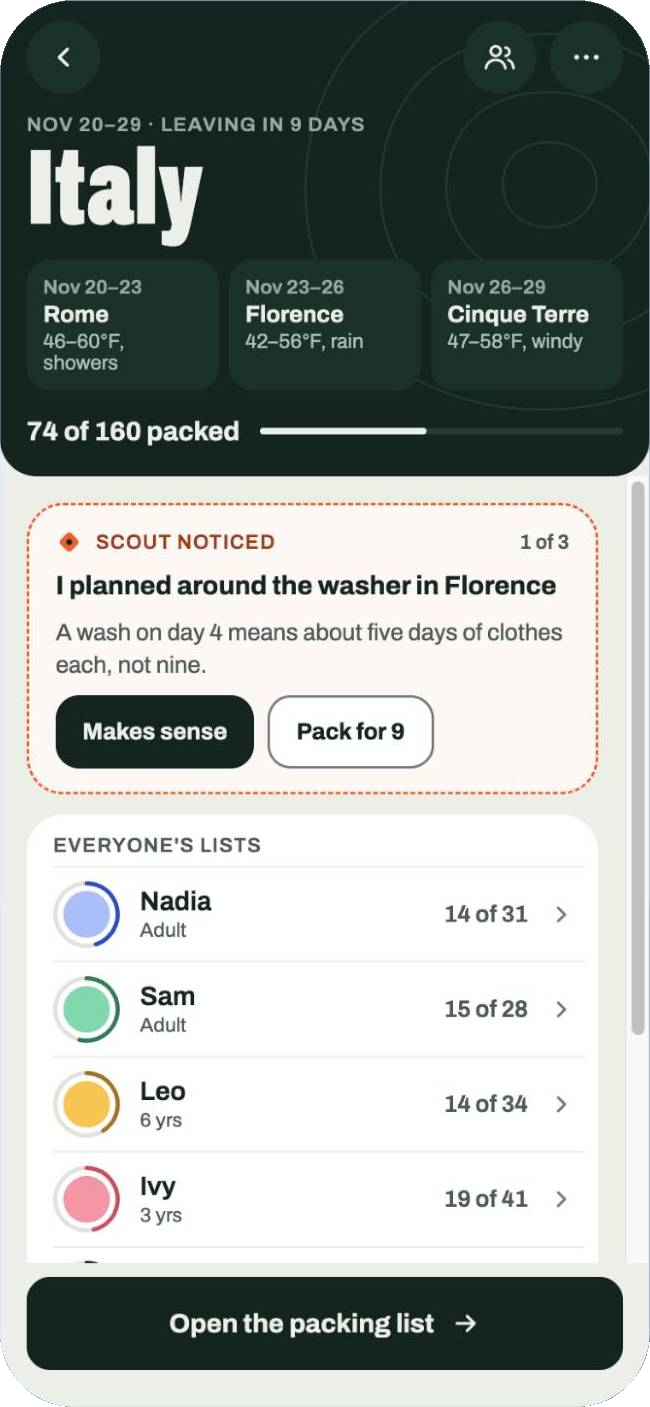 NOV 20–29 · LEAVING IN 9 DAYS
Italy
Nov 20–23
Rome
46–60°F,
showers
Nov 23–26
Florence
42–56°F, rain
Nov 26–29
Cinque Terre
47–58°F, windy
74 of 160 packed
SCOUT NOTICED
1 of 3
I planned around the washer in Florence
A wash on day 4 means about five days of clothes
each, not nine.
Makes sense
Pack for 9
EVERYONE'S LISTS
Nadia
Adult
14 of 31
Sam
Adult
15 of 28
Leo
6 yrs
14 of 34
Ivy
3 yrs
19 of 41
Open the packing list →